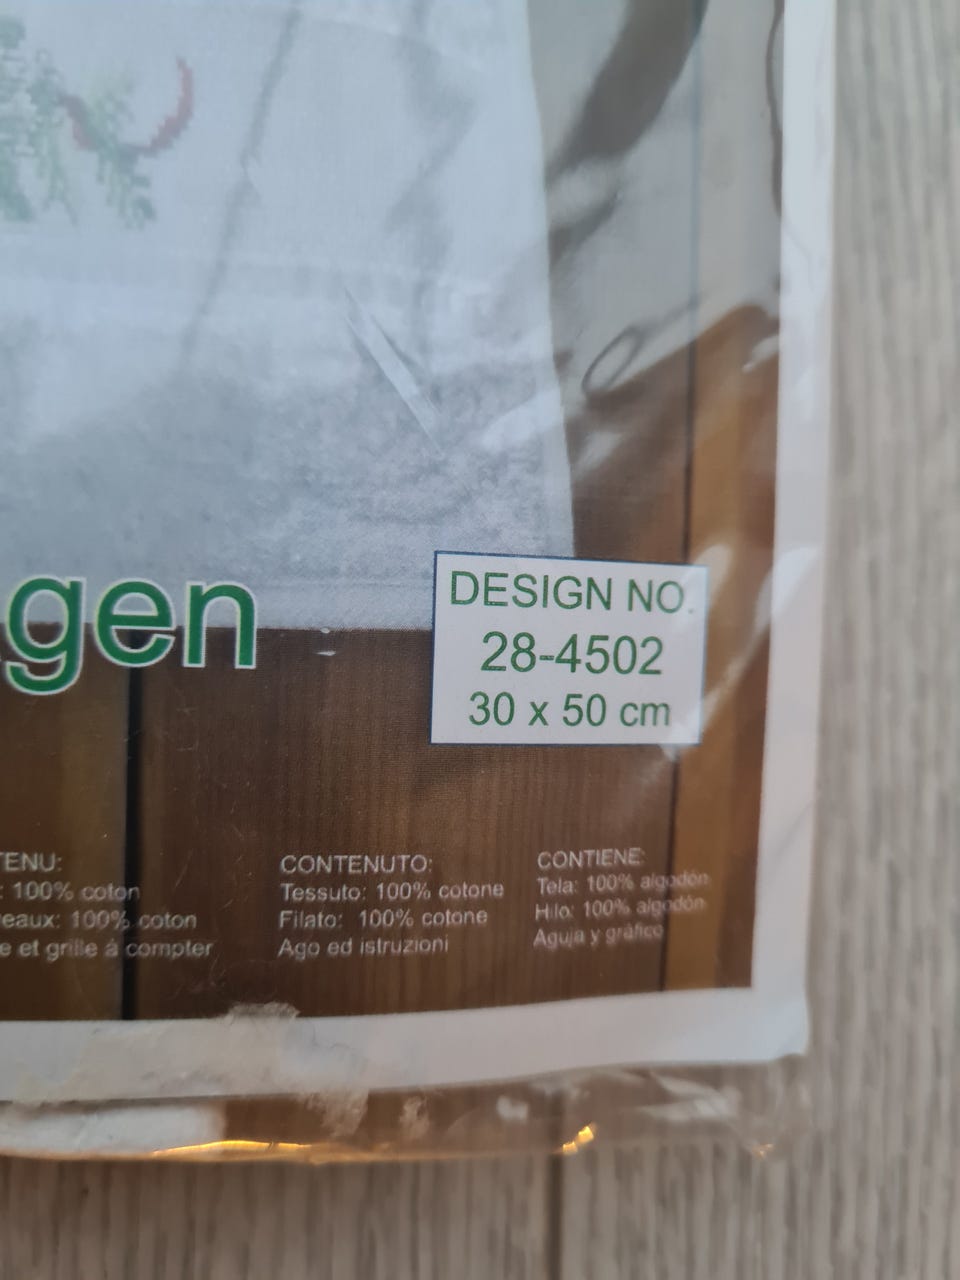 gen
DESIGN NO.
28-4502
30 x 50 cm
TENU:
: 100% coton
eaux: 100% coton
e et grille à compter
CONTENUTO:
Tessuto: 100% cotone
Filato: 100% cotone
Ago ed istruzioni
CONTIENE:
Tela: 100% algodón
Hilo: 100% algodón
Aguja y gráfico